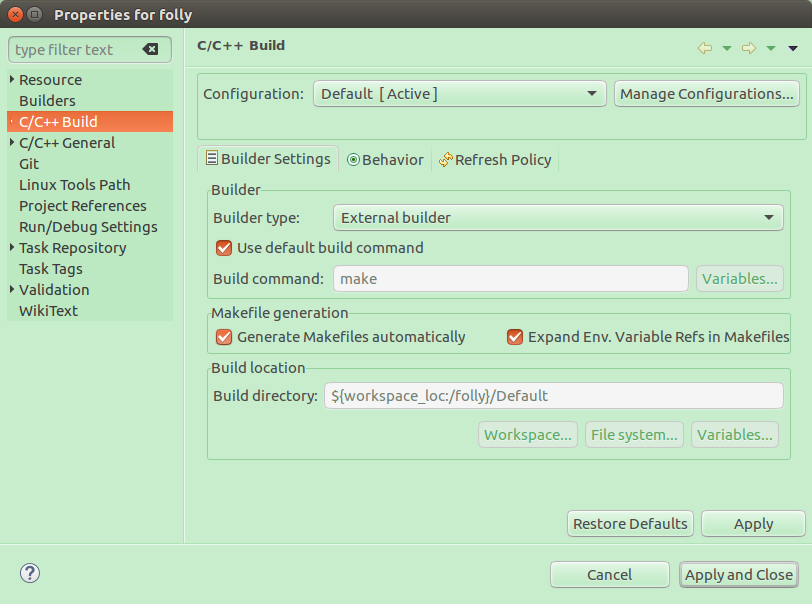 Properties for folly
type filter text
Resource
Builders
C/C++ Build
C/C++ General
Git
Linux Tools Path
Project References
Run/Debug Settings
Task Repository
Task Tags
Validation
WikiText
C/C++ Build
Configuration: Default [ Active ] Manage Configurations...
Builder Settings Behavior Refresh Policy
Builder
Builder type: External builder
Use default build command
Build command: make Variables...
Makefile generation
Generate Makefiles automatically Expand Env. Variable Refs in Makefiles
Build location
Build directory: ${workspace_loc:/folly}/Default
Workspace... File system... Variables...
Restore Defaults Apply
? Cancel Apply and Close